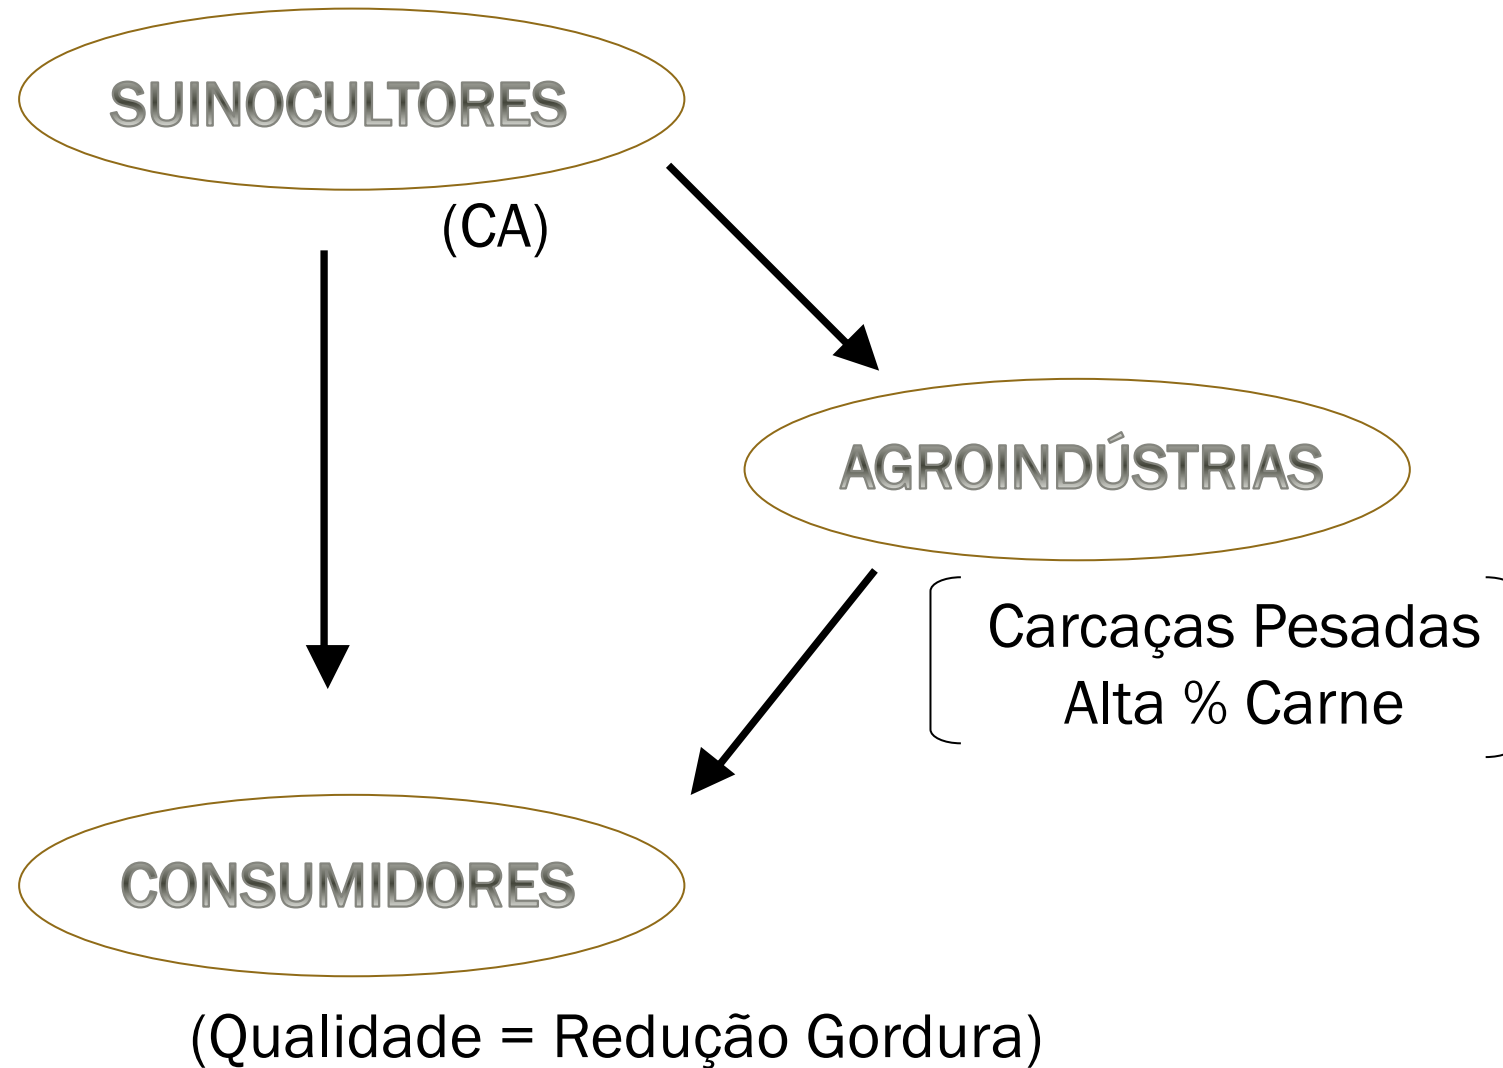 SUINOCULTORES
(CA)
AGROINDÚSTRIAS
Carcaças Pesadas
Alta % Carne
CONSUMIDORES
(Qualidade = Redução Gordura)